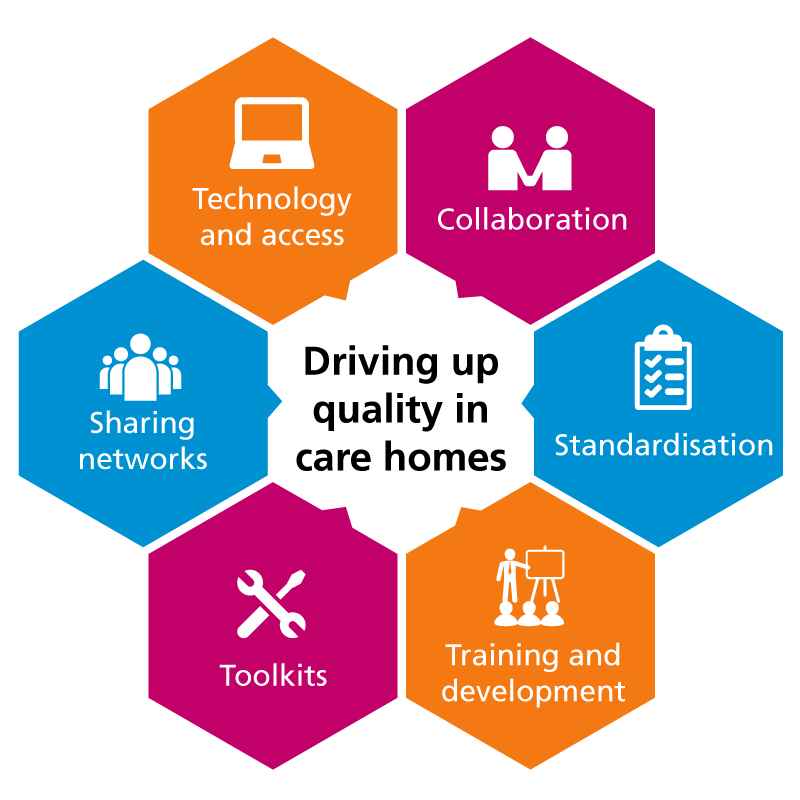 Technology
and access
Collaboration
Sharing
networks
Driving up
quality in
care homes
Standardisation
Toolkits
Training and
development